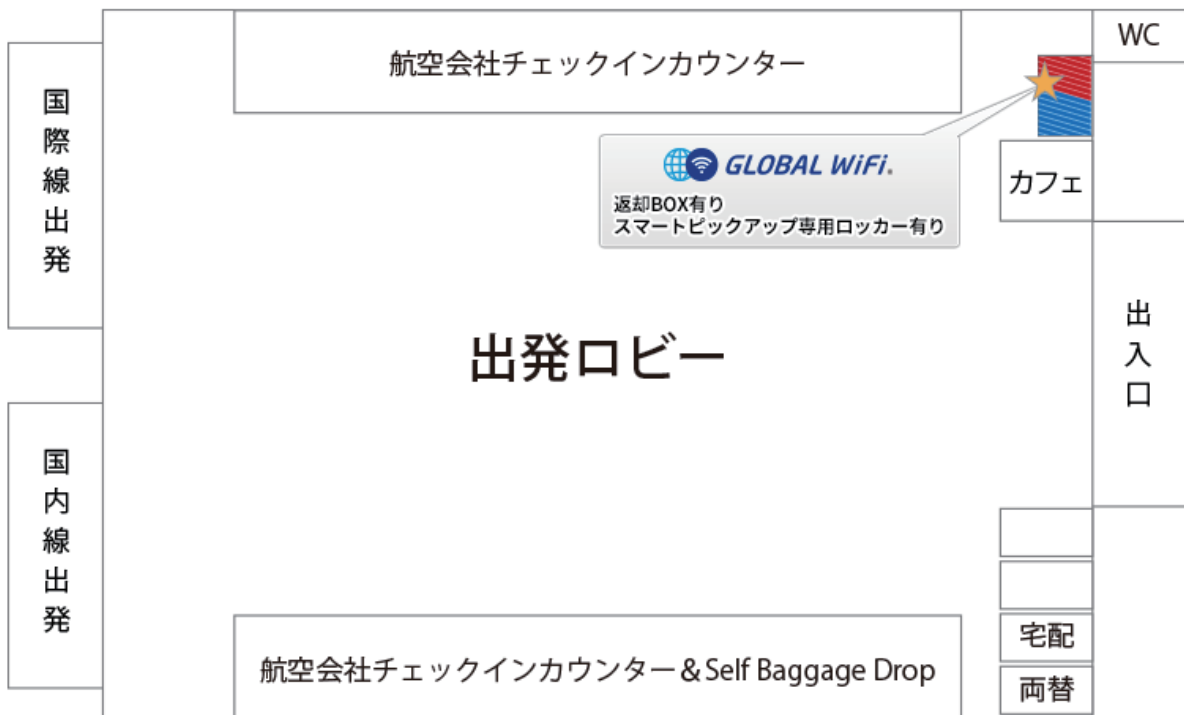 WC
航空会社チェックインカウンター
国際線出発
GLOBAL WiFi.
返却BOX有り
スマートピックアップ専用ロッカー有り
カフェ
出入口
出発ロビー
国内線出発
宅配
航空会社チェックインカウンター&Self Baggage Drop
両替